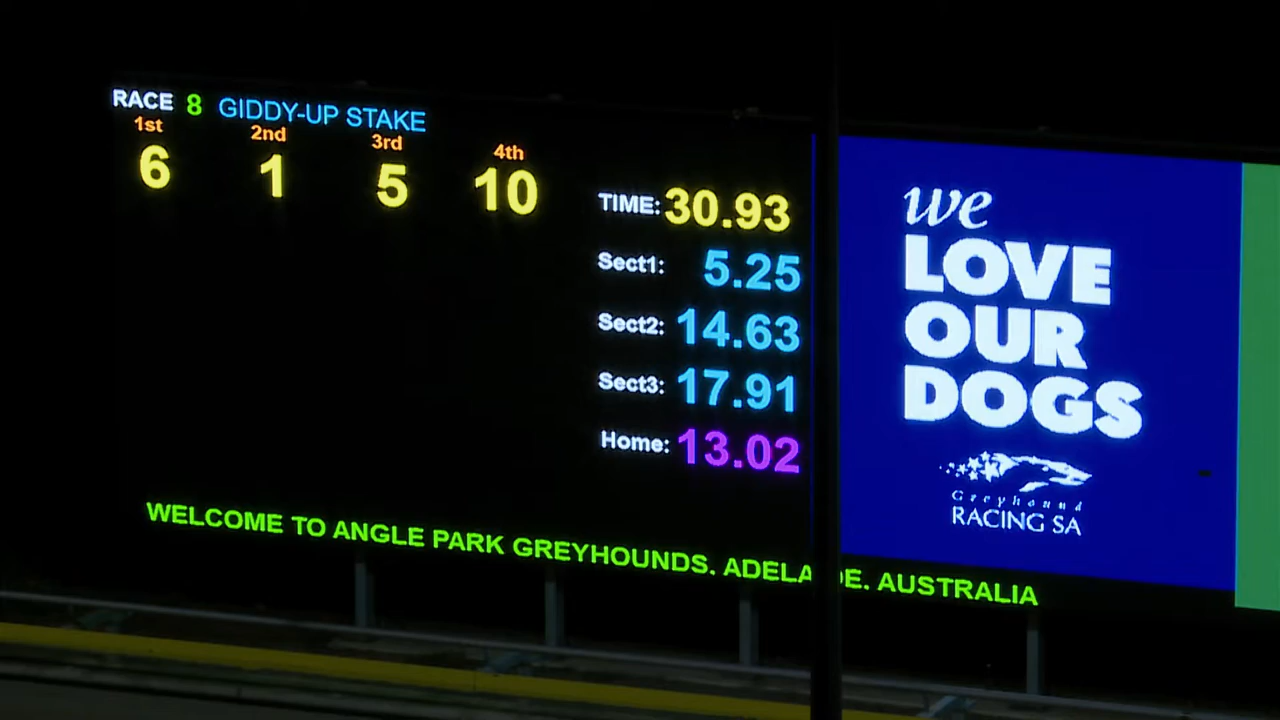 RACE 8 GIDDY-UP STAKE
1st 2nd 3rd 4th
6 1 5 10
TIME: 30.93
Sect1: 5.25
Sect2: 14.63
Sect3: 17.91
Home: 13.02
WELCOME TO ANGLE PARK GREYHOUNDS. ADELA DE. AUSTRALIA
we
LOVE
OUR
DOGS
Greyhound
RACING SA